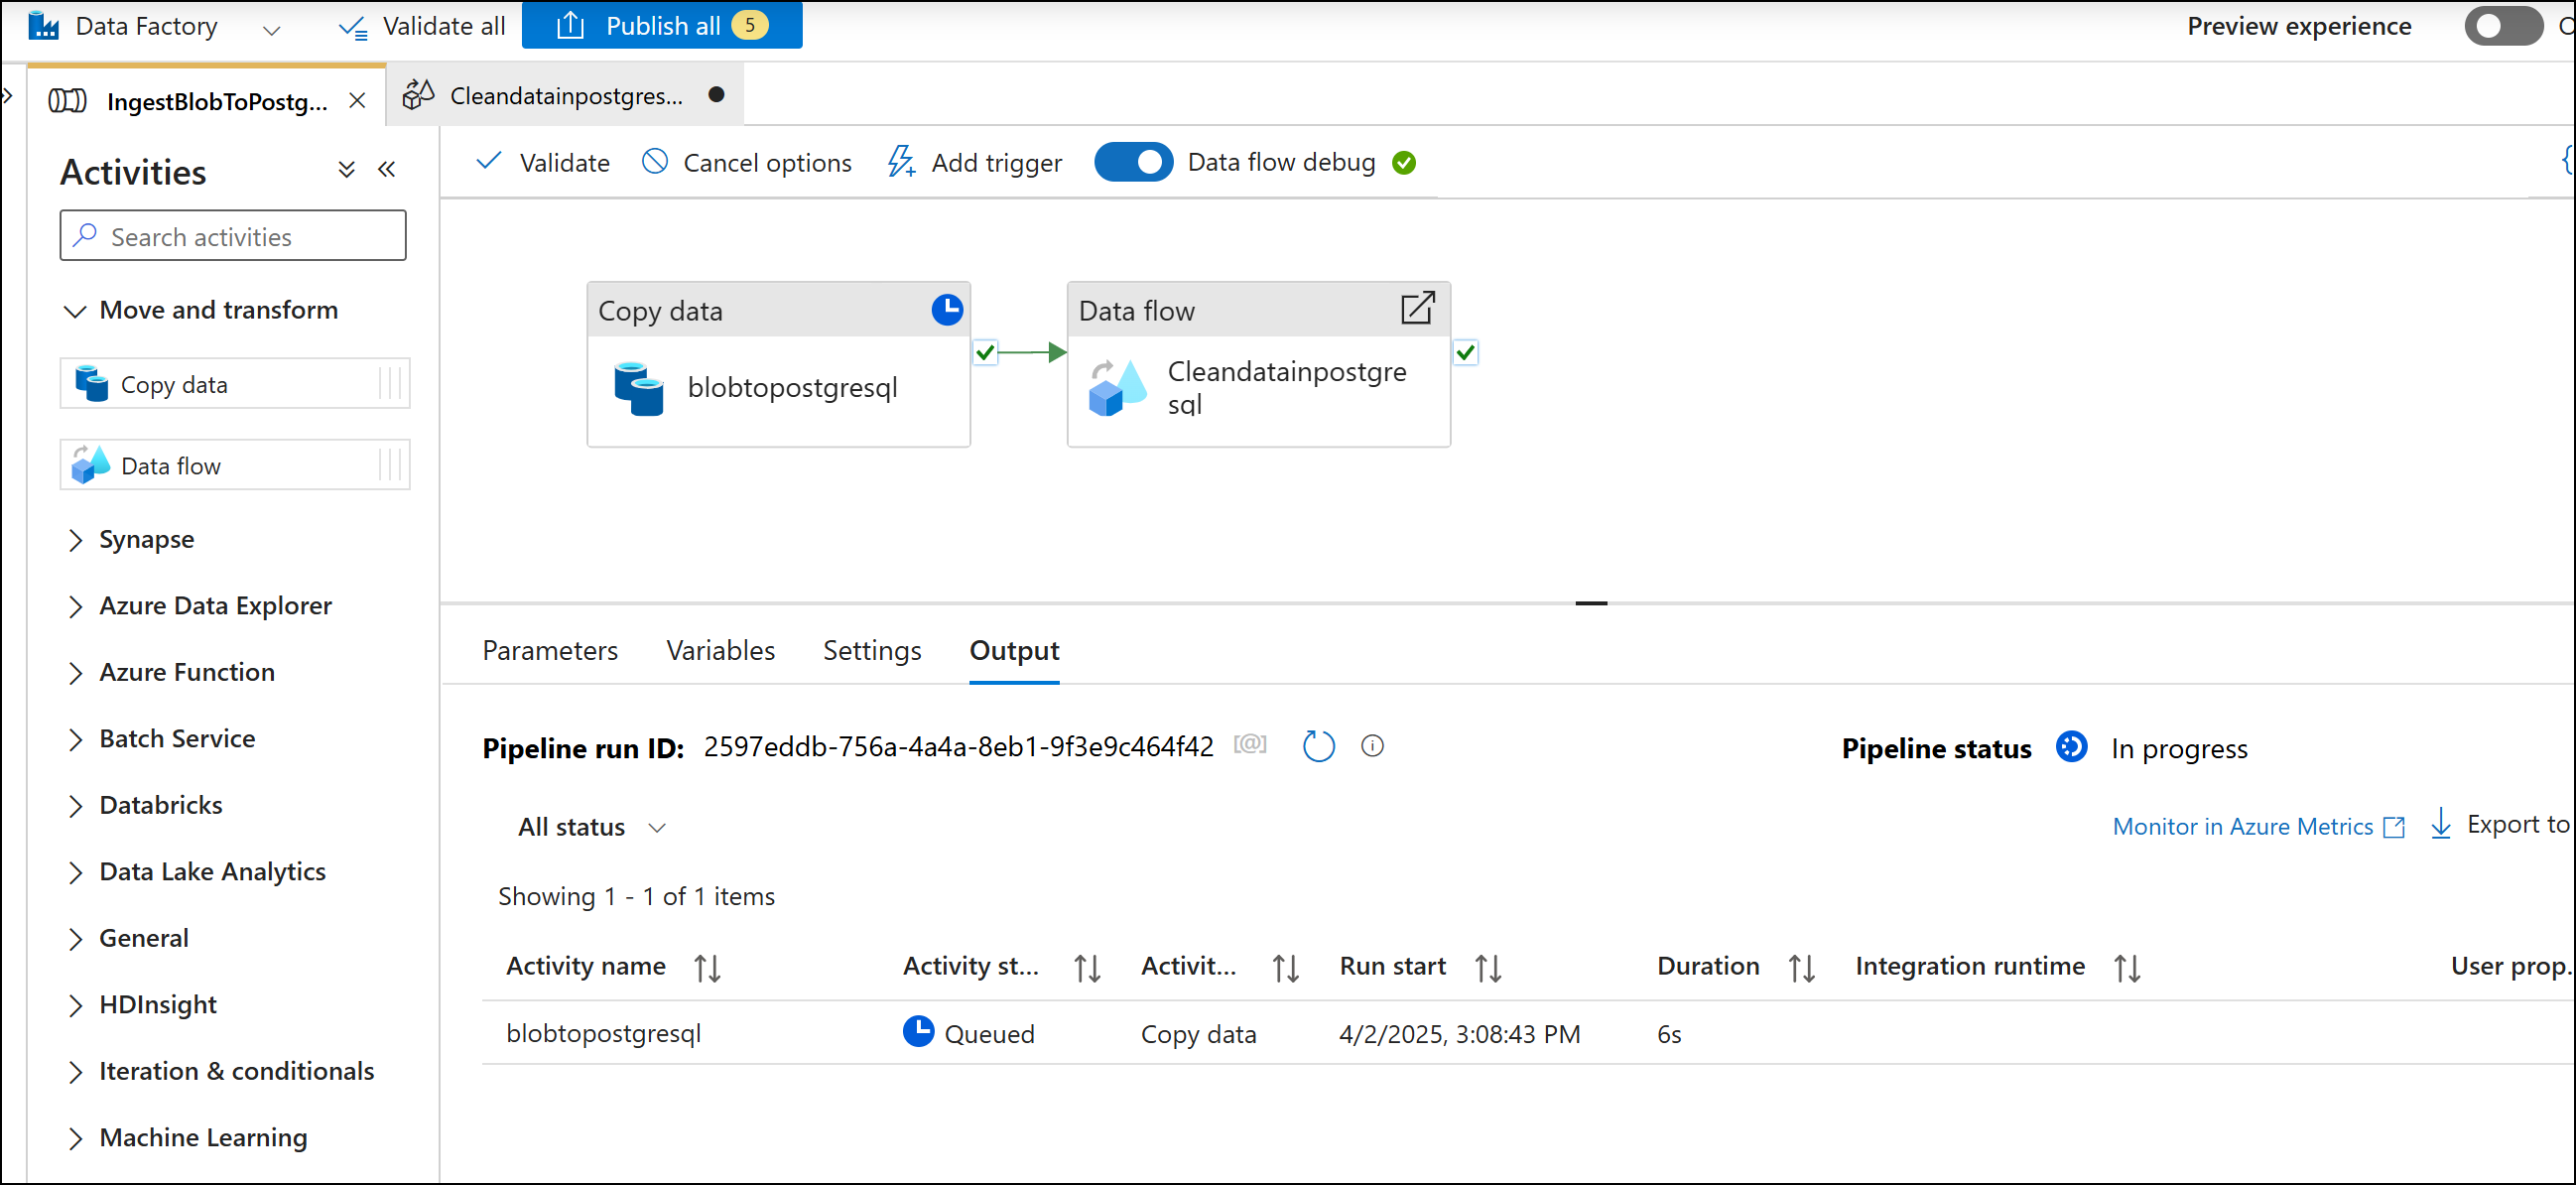 Data Factory Validate all Publish all 5 Preview experience
IngestBlobToPostg... Cleandatainpostgres...
Activities
Search activities
Move and transform
Copy data
Data flow
Synapse
Azure Data Explorer
Azure Function
Batch Service
Databricks
Data Lake Analytics
General
HDInsight
Iteration & conditionals
Machine Learning
Validate Cancel options Add trigger Data flow debug
Copy data
blobtopostgresql
Data flow
Cleandatainpostgre
sql
Parameters Variables Settings Output
Pipeline run ID: 2597eddb-756a-4a4a-8eb1-9f3e9c464f42 [@] Pipeline status In progress
All status Monitor in Azure Metrics Export to
Showing 1 - 1 of 1 items
Activity name Activity st... Activit... Run start Duration Integration runtime User prop.
blobtopostgresql Queued Copy data 4/2/2025, 3:08:43 PM 6s